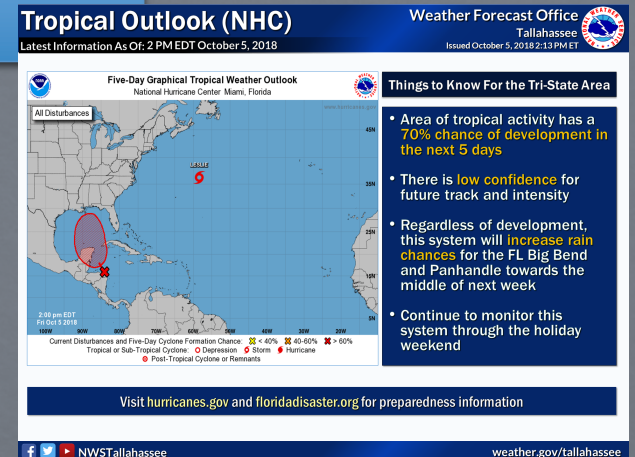 Tropical Outlook (NHC)
Latest Information As Of: 2 PM EDT October 5, 2018
Weather Forecast Office
Tallahassee
Issued October 5, 2018 2:13 PM ET
Five-Day Graphical Tropical Weather Outlook
National Hurricane Center Miami, Florida
All Disturbances
www.hurricanes.gov
45N
LESLIE
35N
25N
15N
5N
2:00 pm EDT
Fri Oct 5 2018
100W 90W 80W 70W 60W 50W 40W 30W 20W
Current Disturbances and Five-Day Cyclone Formation Chance: < 40% 40-60% > 60%
Tropical or Sub-Tropical Cyclone: Depression Storm Hurricane
Post-Tropical Cyclone or Remnants
Things to Know For the Tri-State Area
• Area of tropical activity has a
70% chance of development in
the next 5 days
• There is low confidence for
future track and intensity
• Regardless of development,
this system will increase rain
chances for the FL Big Bend
and Panhandle towards the
middle of next week
• Continue to monitor this
system through the holiday
weekend
Visit hurricanes.gov and floridadisaster.org for preparedness information
NWSTallahassee
weather.gov/tallahassee